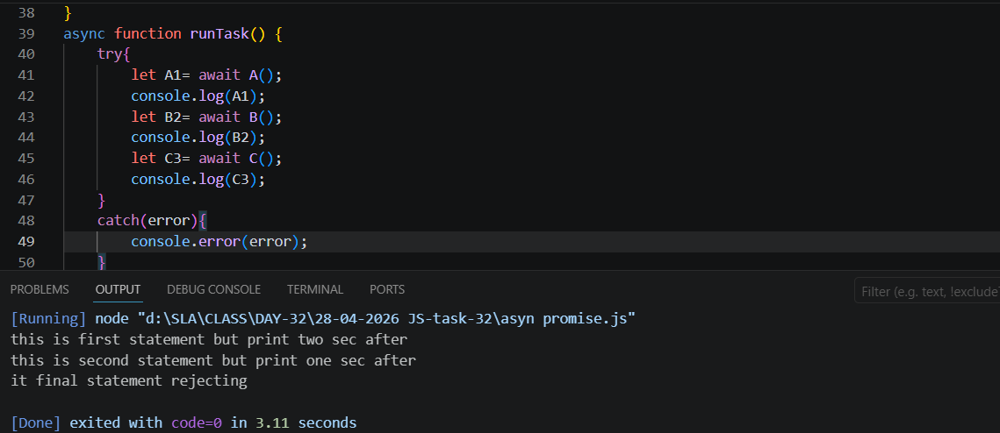 38 }
39 async function runTask() {
40 try{
41 let A1= await A();
42 console.log(A1);
43 let B2= await B();
44 console.log(B2);
45 let C3= await C();
46 console.log(C3);
47 }
48 catch(error){
49 console.error(error);
50 }
PROBLEMS OUTPUT DEBUG CONSOLE TERMINAL PORTS Filter (e.g. text, !exclude
[Running] node "d:\SLA\CLASS\DAY-32\28-04-2026 JS-task-32\asyn promise.js"
this is first statement but print two sec after
this is second statement but print one sec after
it final statement rejecting
[Done] exited with code=0 in 3.11 seconds